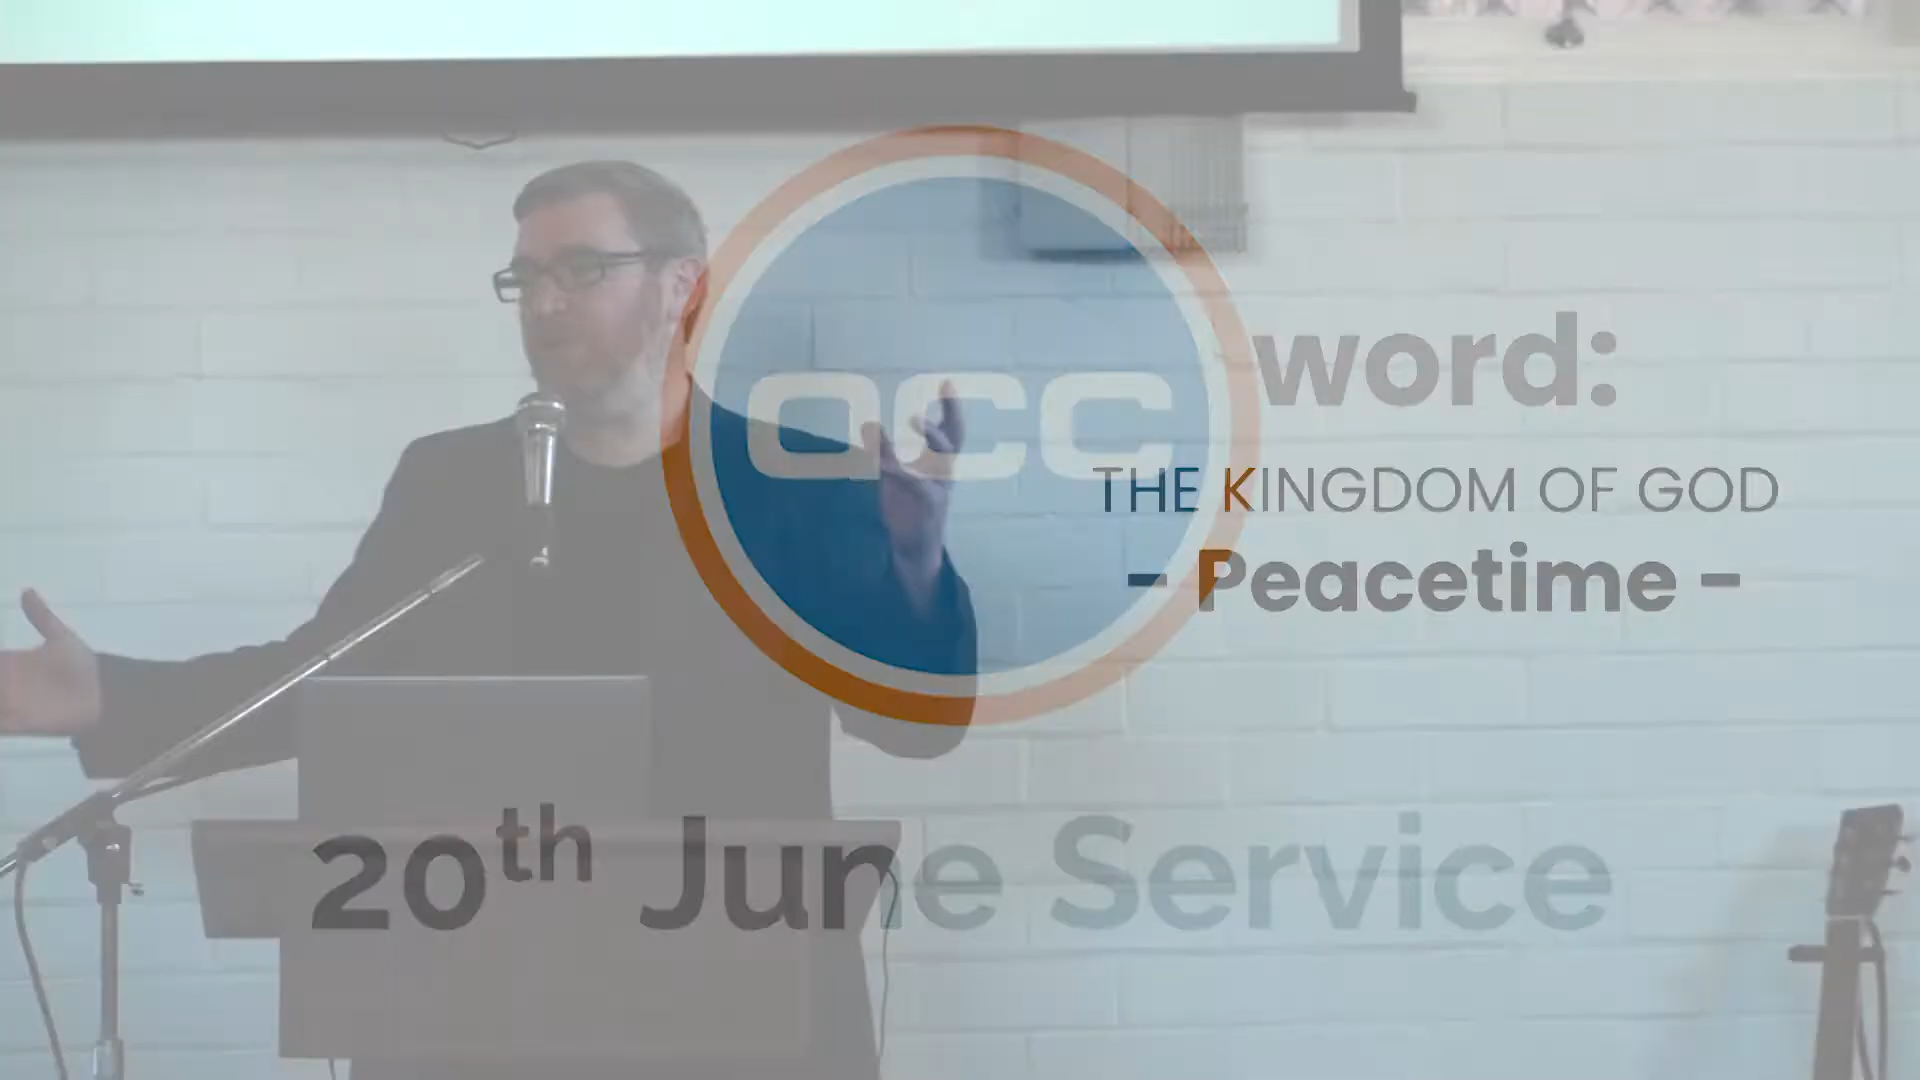 acc
word:
THE KINGDOM OF GOD
- Peacetime -
20th June Service